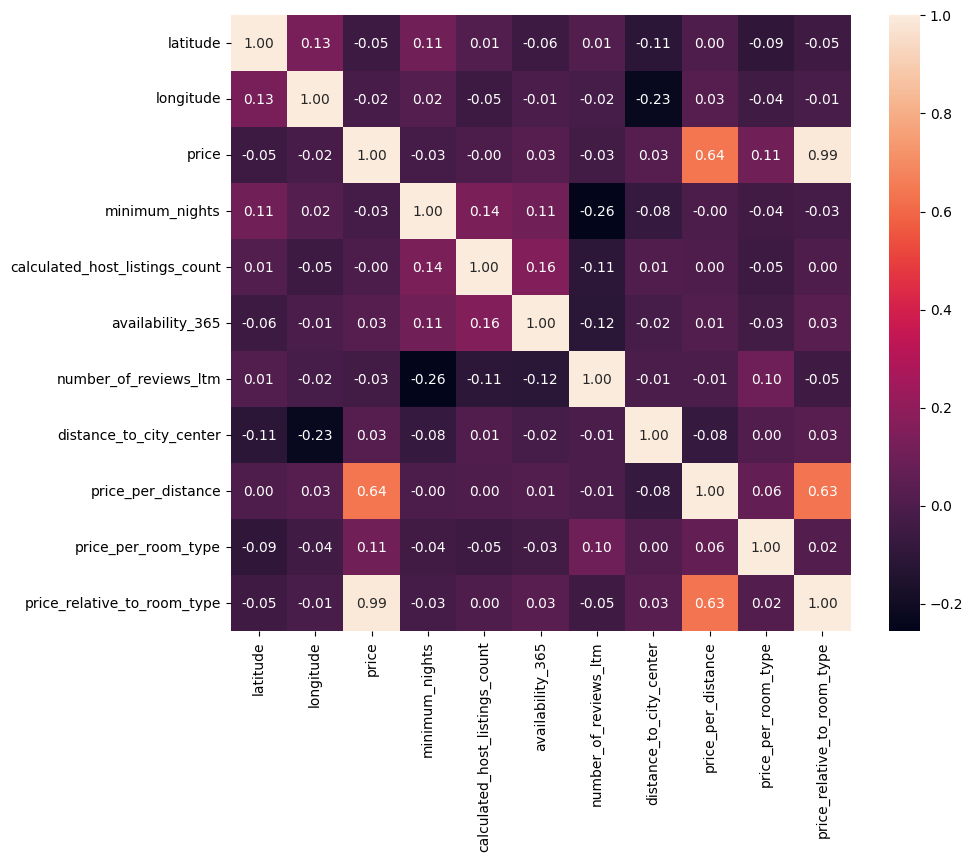 latitude 1.00 0.13 -0.05 0.11 0.01 -0.06 0.01 -0.11 0.00 -0.09 -0.05
longitude 0.13 1.00 -0.02 0.02 -0.05 -0.01 -0.02 -0.23 0.03 -0.04 -0.01
price -0.05 -0.02 1.00 -0.03 -0.00 0.03 -0.03 0.03 0.64 0.11 0.99
minimum_nights 0.11 0.02 -0.03 1.00 0.14 0.11 -0.26 -0.08 -0.00 -0.04 -0.03
calculated_host_listings_count 0.01 -0.05 -0.00 0.14 1.00 0.16 -0.11 0.01 0.00 -0.05 0.00
availability_365 -0.06 -0.01 0.03 0.11 0.16 1.00 -0.12 -0.02 0.01 -0.03 0.03
number_of_reviews_ltm 0.01 -0.02 -0.03 -0.26 -0.11 -0.12 1.00 -0.01 -0.01 0.10 -0.05
distance_to_city_center -0.11 -0.23 0.03 -0.08 0.01 -0.02 -0.01 1.00 -0.08 0.00 0.03
price_per_distance 0.00 0.03 0.64 -0.00 0.00 0.01 -0.01 -0.08 1.00 0.06 0.63
price_per_room_type -0.09 -0.04 0.11 -0.04 -0.05 -0.03 0.10 0.00 0.06 1.00 0.02
price_relative_to_room_type -0.05 -0.01 0.99 -0.03 0.00 0.03 -0.05 0.03 0.63 0.02 1.00
latitude
longitude
price
minimum_nights
calculated_host_listings_count
availability_365
number_of_reviews_ltm
distance_to_city_center
price_per_distance
price_per_room_type
price_relative_to_room_type
1.0
0.8
0.6
0.4
0.2
0.0
−0.2